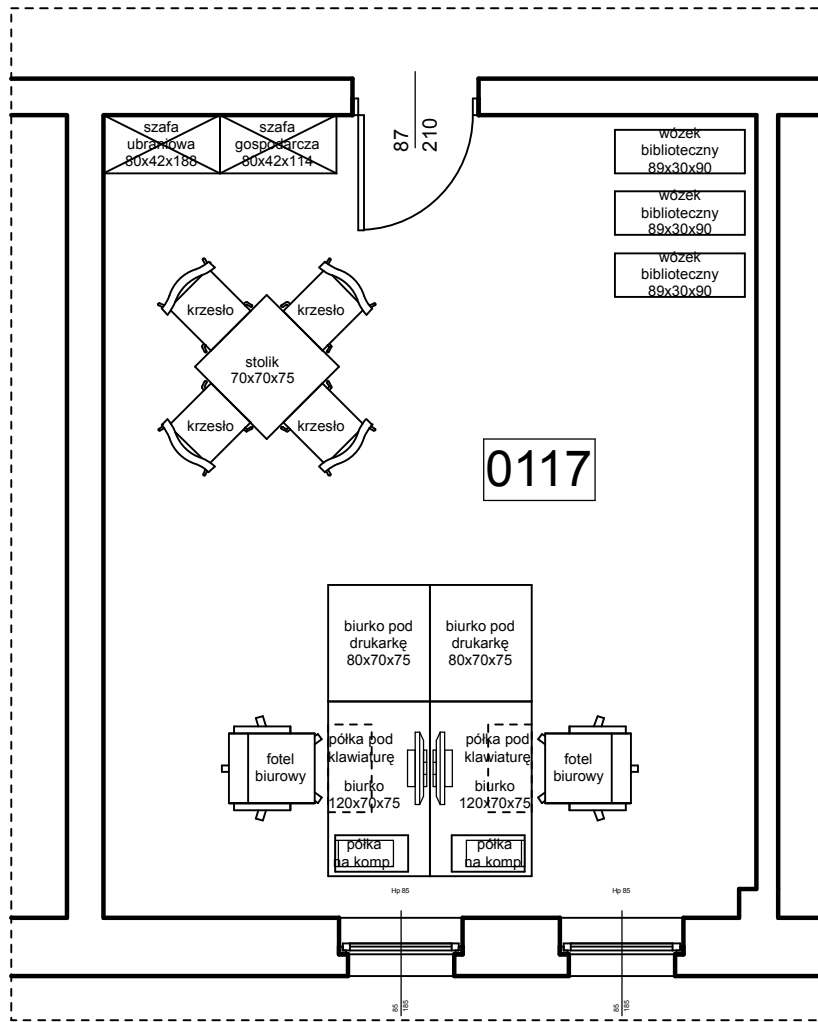 87
210
szafa
ubraniowa
80x42x188
szafa
gospodarcza
80x42x114
wózek
biblioteczny
89x30x90
wózek
biblioteczny
89x30x90
wózek
biblioteczny
89x30x90
krzesło
krzesło
stolik
70x70x75
krzesło
krzesło
0117
biurko pod
drukarkę
80x70x75
biurko pod
drukarkę
80x70x75
fotel
biurowy
półka pod
klawiaturę
biurko
120x70x75
półka pod
klawiaturę
biurko
120x70x75
fotel
biurowy
półka
na komp.
półka
na komp.
Hp 85
Hp 85
85
185
85
185